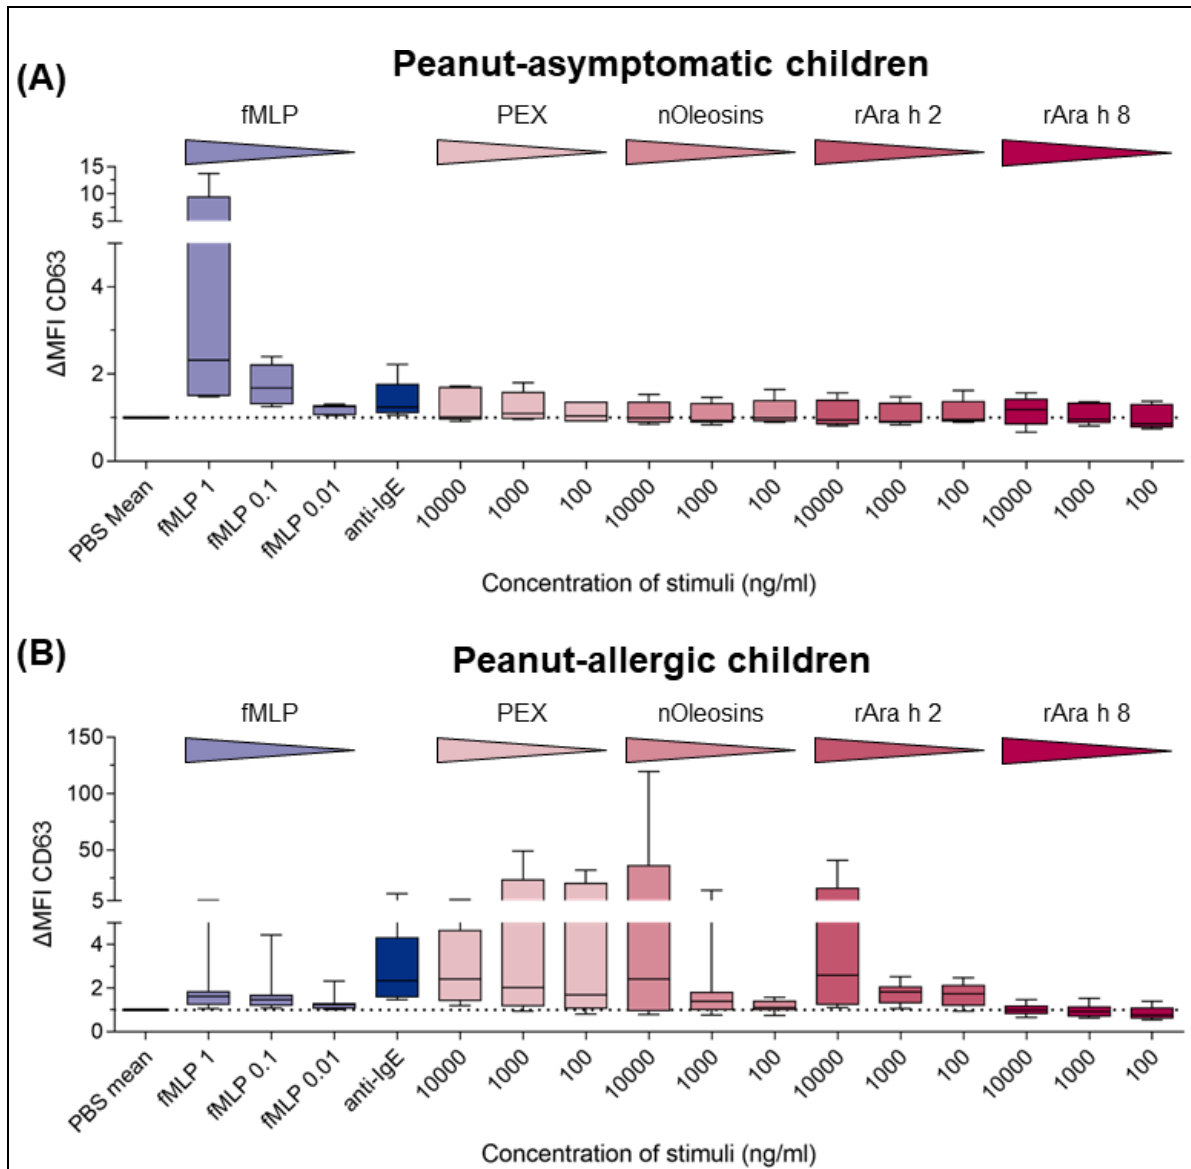 (A)
Peanut-asymptomatic children
fMLP PEX nOleosins rAra h 2 rAra h 8
15
10
5
4
2
0
ΔMFI CD63
PBS Mean fMLP 1 fMLP 0.1 fMLP 0.01 anti-IgE 10000 1000 100 10000 1000 100 10000 1000 100 10000 1000 100
Concentration of stimuli (ng/ml)
(B)
Peanut-allergic children
fMLP PEX nOleosins rAra h 2 rAra h 8
150
100
50
5
4
2
0
ΔMFI CD63
PBS mean fMLP 1 fMLP 0.1 fMLP 0.01 anti-IgE 10000 1000 100 10000 1000 100 10000 1000 100 10000 1000 100
Concentration of stimuli (ng/ml)